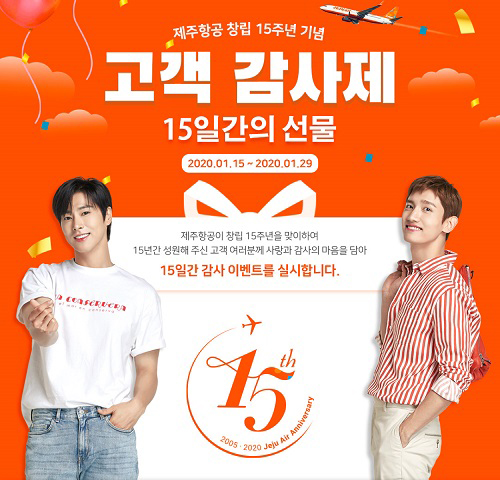 제주항공 창립 15주년 기념
고객 감사제
15일간의 선물
2020.01.15 ~ 2020.01.29
제주항공이 창립 15주년을 맞이하여
15년간 성원해 주신 고객 여러분께 사랑과 감사의 마음을 담아
15일간 감사 이벤트를 실시합니다.
15th
2005 · 2020 Jeju Air Anniversary